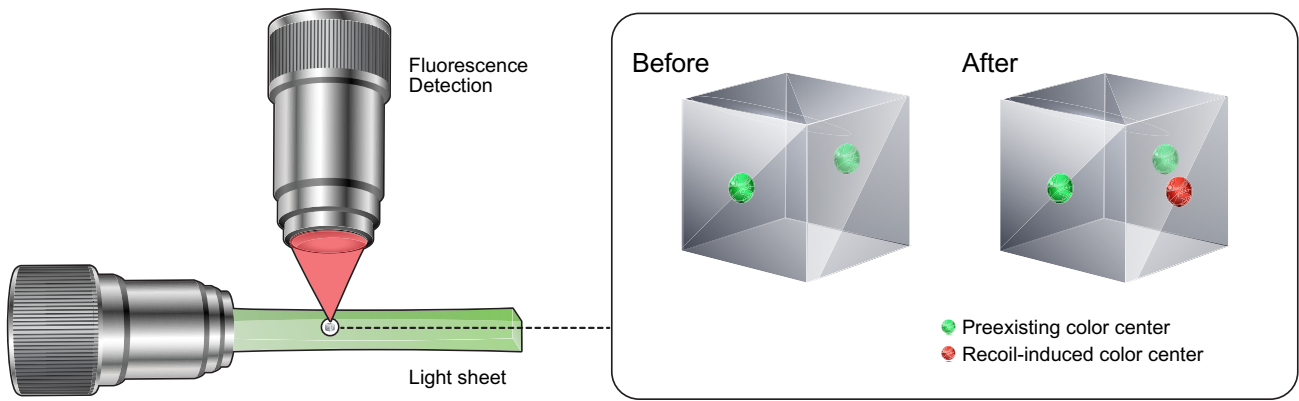 Fluorescence
Detection
Light sheet
Before
After
Preexisting color center
Recoil-induced color center